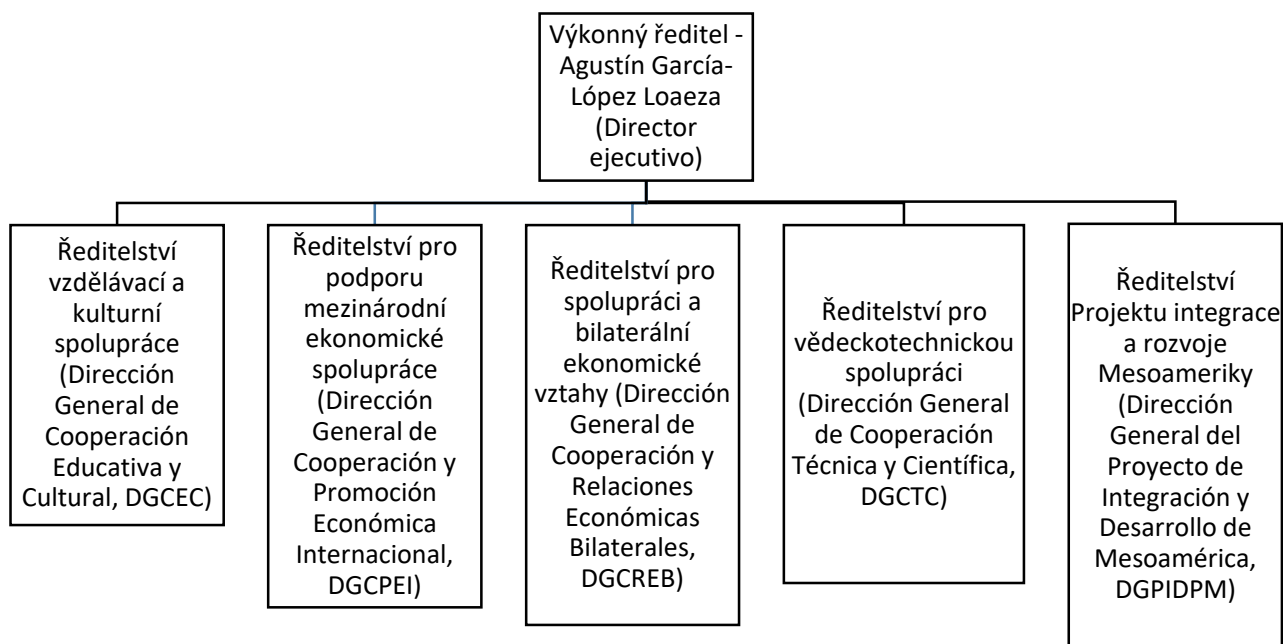 Výkonný ředitel -
Agustín García-
López Loaeza
(Director
ejecutivo)
Ředitelství
vzdělávací a
kulturní
spolupráce
(Dirección
General de
Cooperación
Educativa y
Cultural, DGCEC)
Ředitelství pro
podporu
mezinárodní
ekonomické
spolupráce
(Dirección
General de
Cooperación y
Promoción
Económica
Internacional,
DGCPEI)
Ředitelství pro
spolupráci a
bilaterální
ekonomické
vztahy (Dirección
General de
Cooperación y
Relaciones
Económicas
Bilaterales,
DGCREB)
Ředitelství pro
vědeckotechnickou
spolupráci
(Dirección General
de Cooperación
Técnica y Científica,
DGCTC)
Ředitelství
Projektu integrace
a rozvoje
Mesoameriky
(Dirección
General del
Proyecto de
Integración y
Desarrollo de
Mesoamérica,
DGPIDPM)